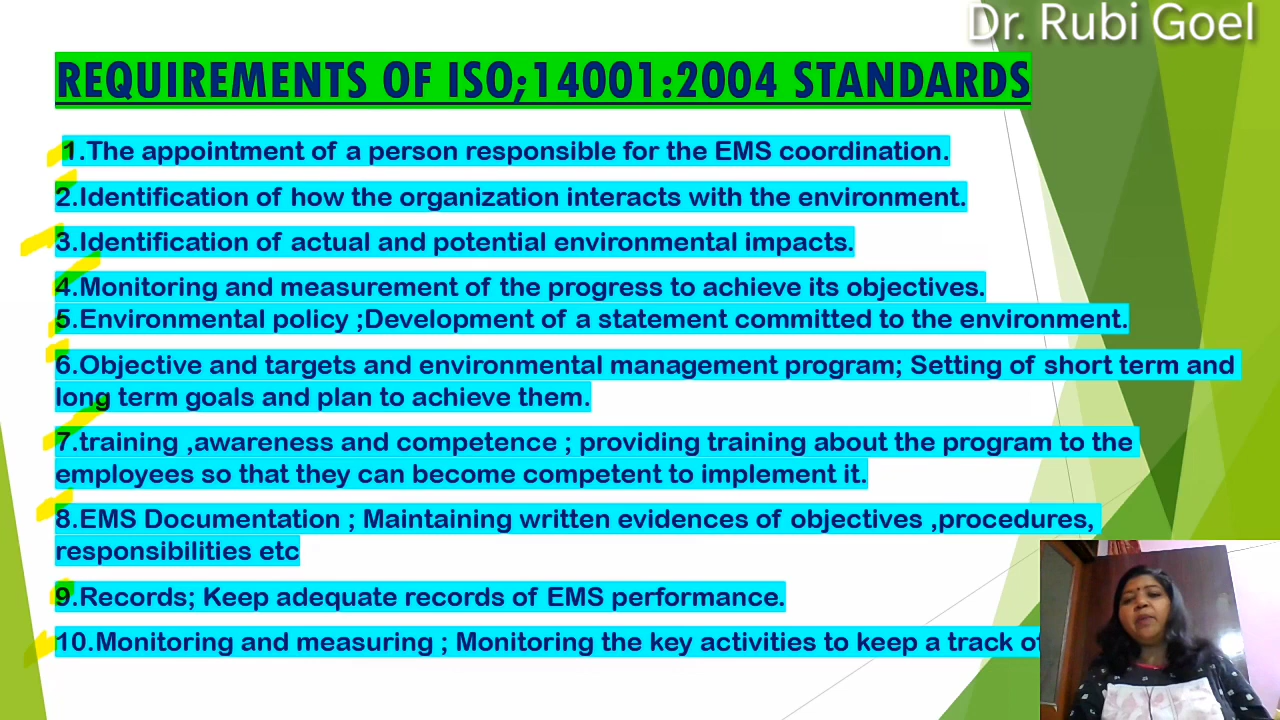 Dr. Rubi Goel
REQUIREMENTS OF ISO;14001:2004 STANDARDS
1.The appointment of a person responsible for the EMS coordination.
2.Identification of how the organization interacts with the environment.
3.Identification of actual and potential environmental impacts.
4.Monitoring and measurement of the progress to achieve its objectives.
5.Environmental policy ;Development of a statement committed to the environment.
6.Objective and targets and environmental management program; Setting of short term and
long term goals and plan to achieve them.
7.training ,awareness and competence ; providing training about the program to the
employees so that they can become competent to implement it.
8.EMS Documentation ; Maintaining written evidences of objectives ,procedures,
responsibilities etc
9.Records; Keep adequate records of EMS performance.
10.Monitoring and measuring ; Monitoring the key activities to keep a track of